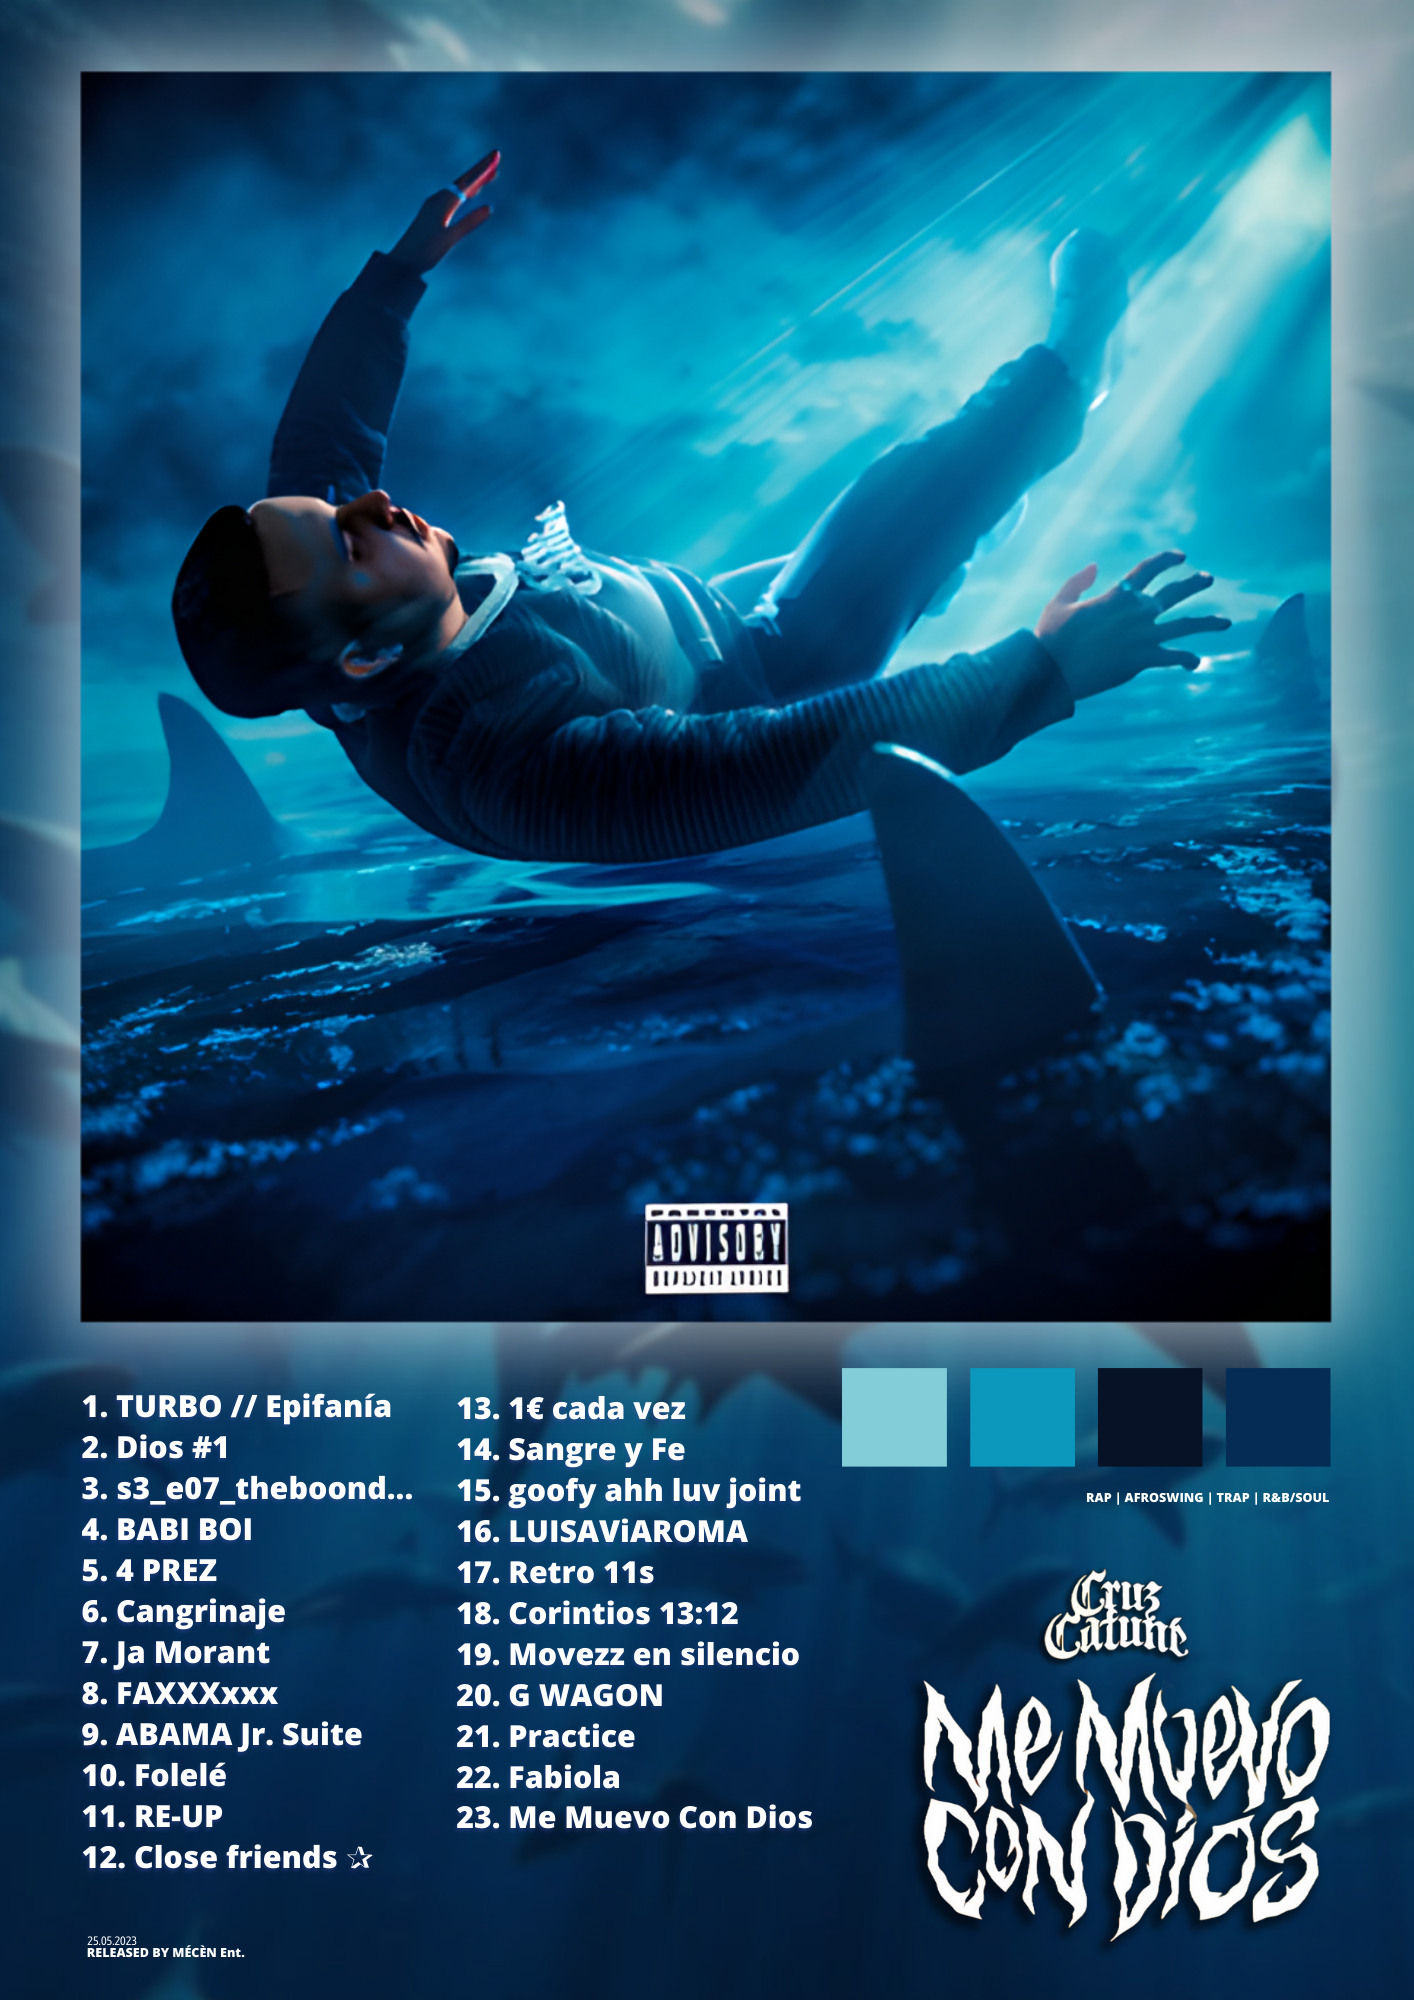 ADVISORY
1. TURBO // Epifanía
2. Dios #1
3. s3_e07_theboond...
4. BABI BOI
5. 4 PREZ
6. Cangrinaje
7. Ja Morant
8. FAXXXxxx
9. ABAMA Jr. Suite
10. Folelé
11. RE-UP
12. Close friends ✰
13. 1€ cada vez
14. Sangre y Fe
15. goofy ahh luv joint
16. LUISAViAROMA
17. Retro 11s
18. Corintios 13:12
19. Movezz en silencio
20. G WAGON
21. Practice
22. Fabiola
23. Me Muevo Con Dios
RAP | AFROSWING | TRAP | R&B/SOUL
Cruz
Cafuné
Me Muevo
CON DiOS
25.05.2023
RELEASED BY MÉCÈN Ent.